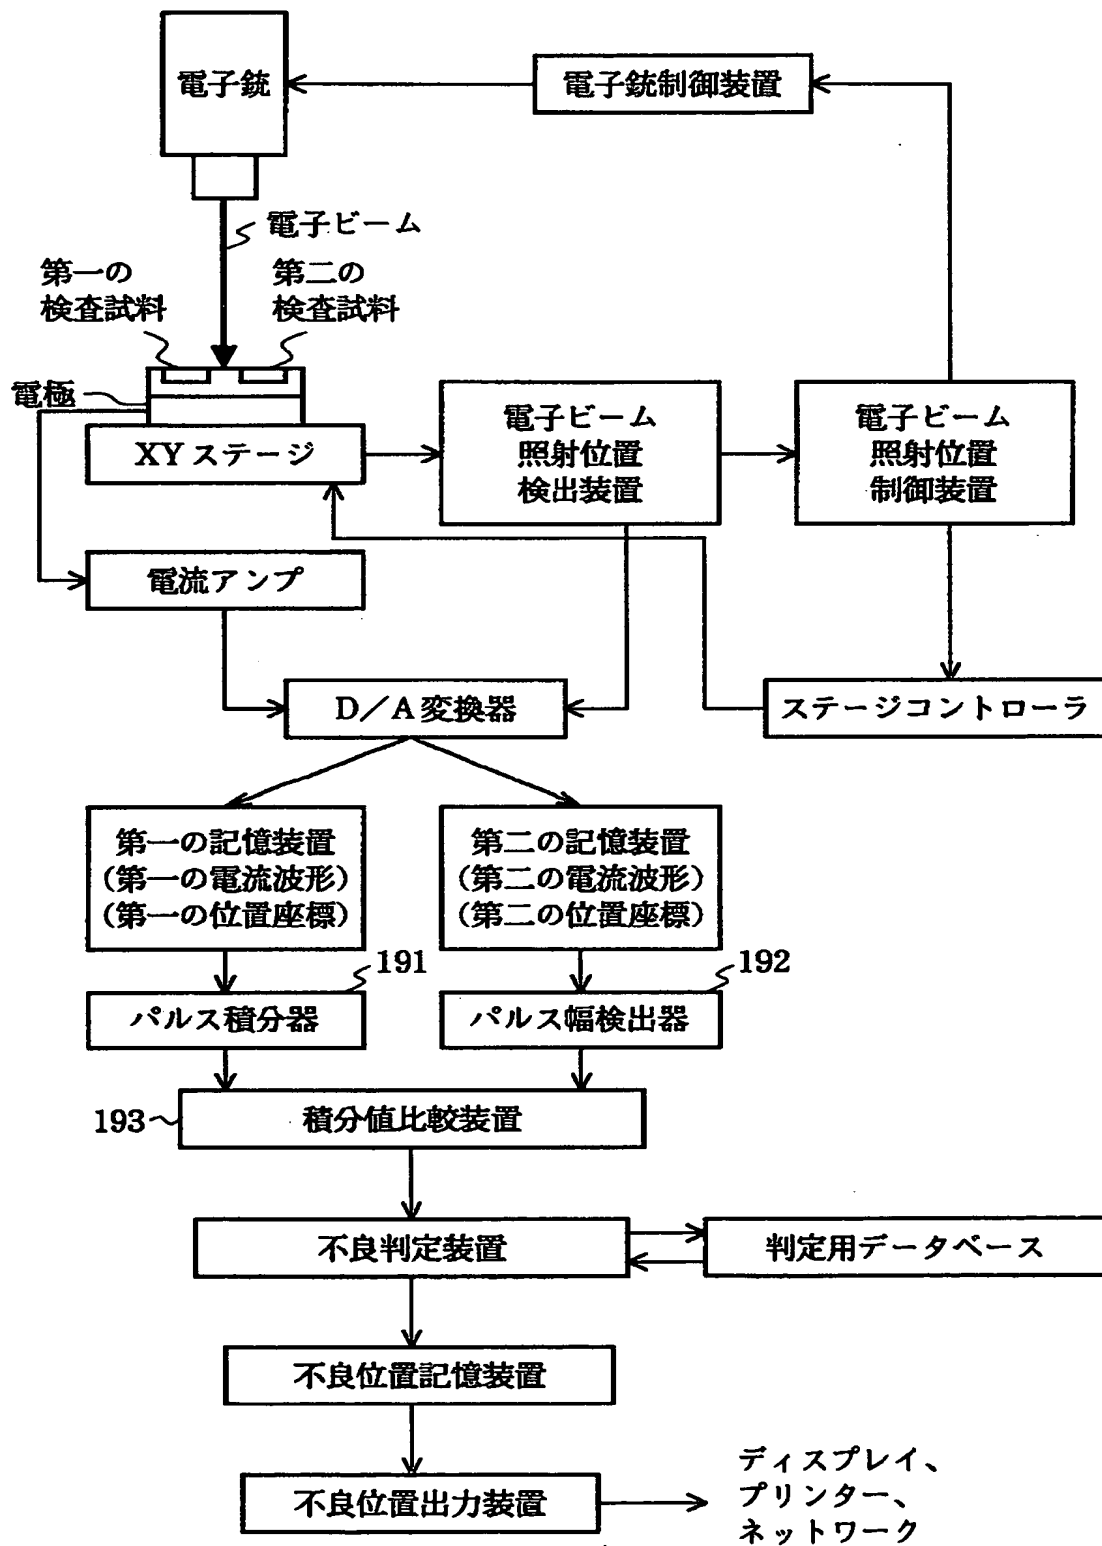 電子銃
電子銃制御装置
電子ビーム
第一の
検査試料
第二の
検査試料
電極
XYステージ
電子ビーム
照射位置
検出装置
電子ビーム
照射位置
制御装置
電流アンプ
D／A変換器
ステージコントローラ
第一の記憶装置
(第一の電流波形)
(第一の位置座標)
第二の記憶装置
(第二の電流波形)
(第二の位置座標)
191
パルス積分器
192
パルス幅検出器
193
積分値比較装置
不良判定装置
判定用データベース
不良位置記憶装置
不良位置出力装置
ディスプレイ、
プリンター、
ネットワーク